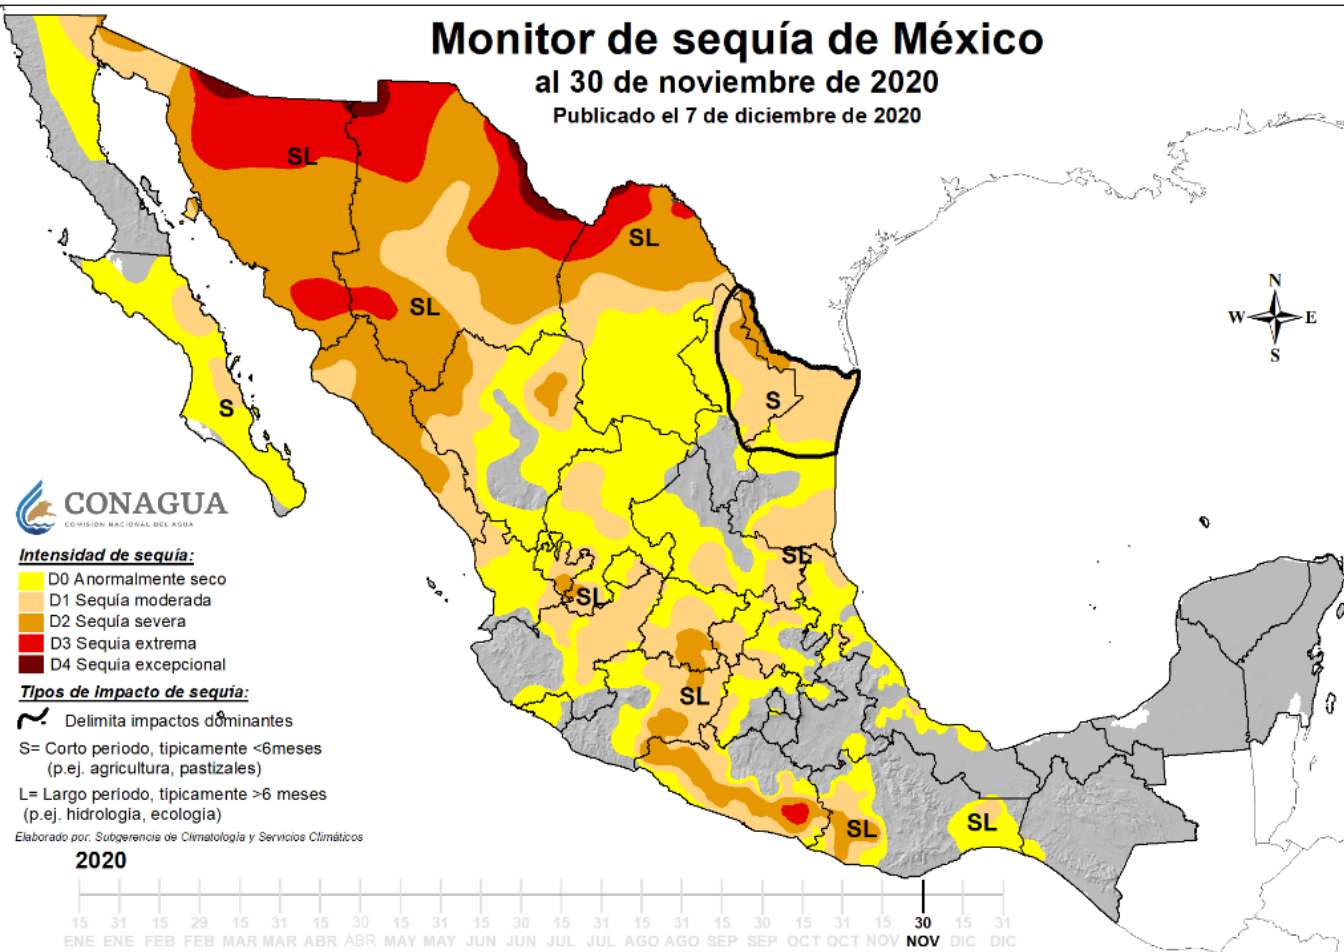 Monitor de sequía de México
al 30 de noviembre de 2020
Publicado el 7 de diciembre de 2020
SL
SL
SL
N
W E
S
S
S
CONAGUA
COMISIÓN NACIONAL DEL AGUA
Intensidad de sequía:
D0 Anormalmente seco
D1 Sequía moderada
D2 Sequía severa
D3 Sequia extrema
D4 Sequia excepcional
SL
SL
SL
SL
SL
Tipos de impacto de sequia:
Delimita impactos dominantes
S= Corto período, típicamente <6meses
(p.ej. agricultura, pastizales)
L= Largo período, típicamente >6 meses
(p.ej. hidrología, ecología)
Elaborado por: Subgerencia de Climatología y Servicios Climáticos
2020
15 31 15 29 15 31 15 30 15 31 15 30 15 31 15 31 15 30 15 31 15 30 15 31
ENE ENE FEB FEB MAR MAR ABR ABR MAY MAY JUN JUN JUL JUL AGO AGO SEP SEP OCT OCT NOV NOV DIC DIC